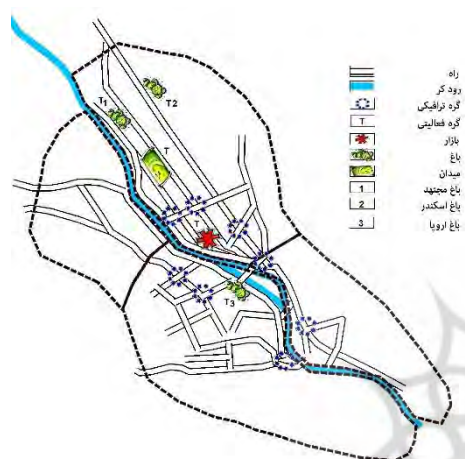 راه
رود کر
گره ترافیکی
T گره فعالیتی
بازار
باغ
میدان
1 باغ مجتهد
2 باغ اسکندر
3 باغ اروپا
T2
T1
T
T3